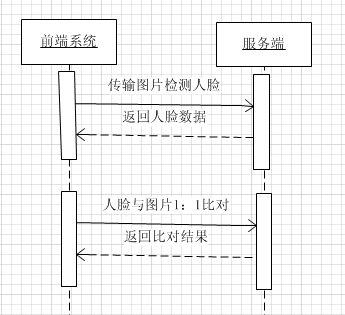 前端系统
服务端
传输图片检测人脸
返回人脸数据
人脸与图片1：1比对
返回比对结果